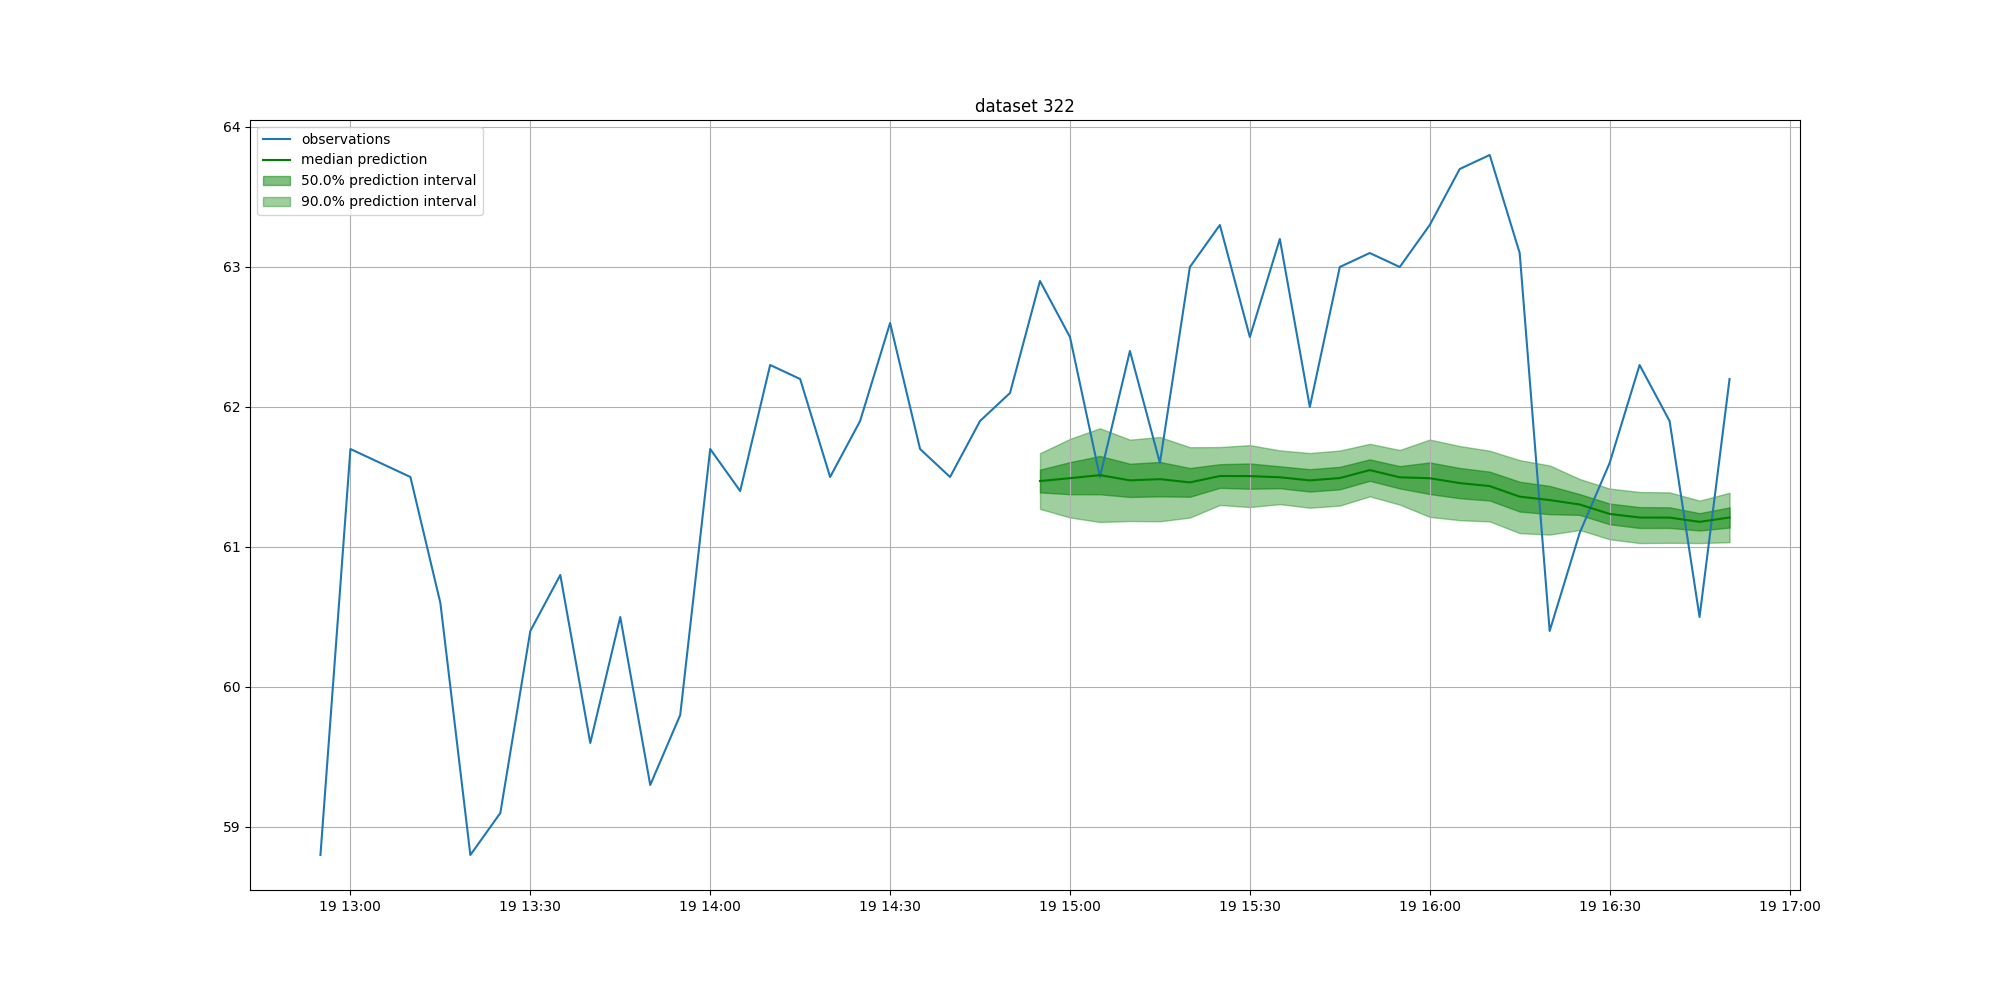 dataset 322
64
observations
median prediction
50.0% prediction interval
90.0% prediction interval
63
62
61
60
59
19 13:00 19 13:30 19 14:00 19 14:30 19 15:00 19 15:30 19 16:00 19 16:30 19 17:00